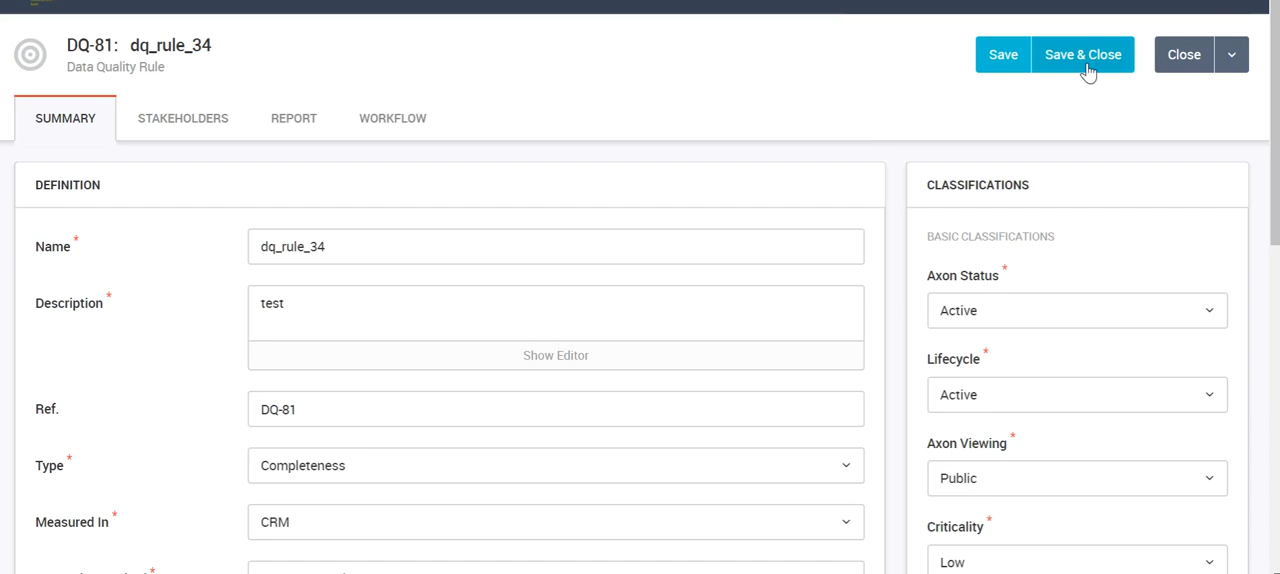 DQ-81: dq_rule_34
Data Quality Rule
Save
Save & Close
Close
SUMMARY
STAKEHOLDERS
REPORT
WORKFLOW
DEFINITION
Name *
dq_rule_34
Description *
test
Show Editor
Ref.
DQ-81
Type *
Completeness
Measured In *
CRM
CLASSIFICATIONS
BASIC CLASSIFICATIONS
Axon Status *
Active
Lifecycle *
Active
Axon Viewing *
Public
Criticality *
Low